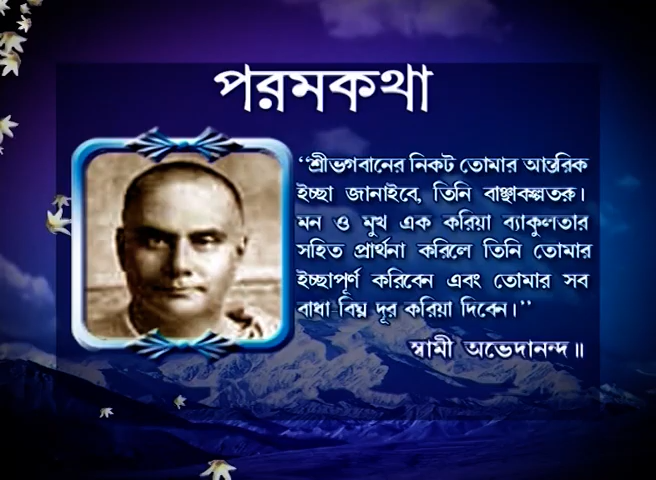 পরমকথা
“শ্রীভগবানের নিকট তোমার আন্তরিক
ইচ্ছা জানাইবে, তিনি বাঞ্ছাকল্পতরু।
মন ও মুখ এক করিয়া ব্যাকুলতার
সহিত প্রার্থনা করিলে তিনি তোমার
ইচ্ছাপূর্ণ করিবেন এবং তোমার সব
বাধা বিঘ্ন দূর করিয়া দিবেন।”
স্বামী অভেদানন্দ॥